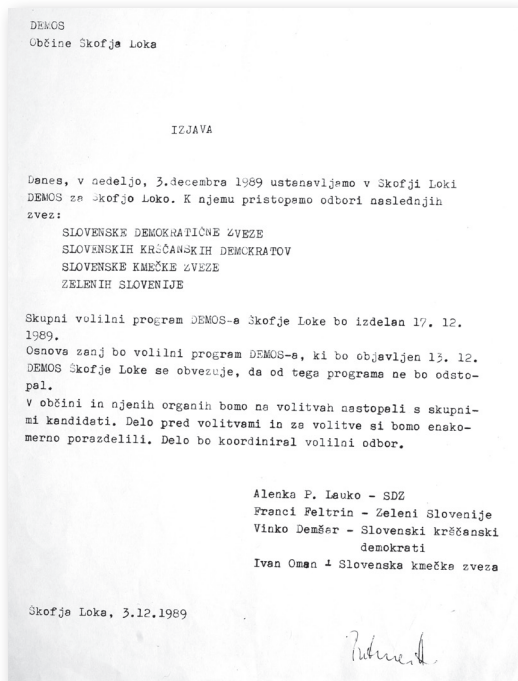 DEMOS
Občine Škofja Loka
IZJAVA
Danes, v nedeljo, 3.decembra 1989 ustanavljamo v Škofji Loki
DEMOS za Škofjo Loko. K njemu pristopamo odbori naslednjih
zvez:
SLOVENSKE DEMOKRATIČNE ZVEZE
SLOVENSKIH KRŠČANSKIH DEMOKRATOV
SLOVENSKE KMEČKE ZVEZE
ZELENIH SLOVENIJE
Skupni volilni program DEMOS-a Škofje Loke bo izdelan 17. 12.
1989.
Osnova zanj bo volilni program DEMOS-a, ki bo objavljen 13. 12.
DEMOS Škofje Loke se obvezuje, da od tega programa ne bo odsto-
pal.
V občini in njenih organih bomo na volitvah nastopali s skupni-
mi kandidati. Delo pred volitvami in za volitve si bomo enako-
merno porazdelili. Delo bo koordiniral volilni odbor.
Alenka P. Lauko - SDZ
Franci Feltrin - Zeleni Slovenije
Vinko Demšar - Slovenski krščanski
demokrati
Ivan Oman - Slovenska kmečka zveza
Škofja Loka, 3.12.1989